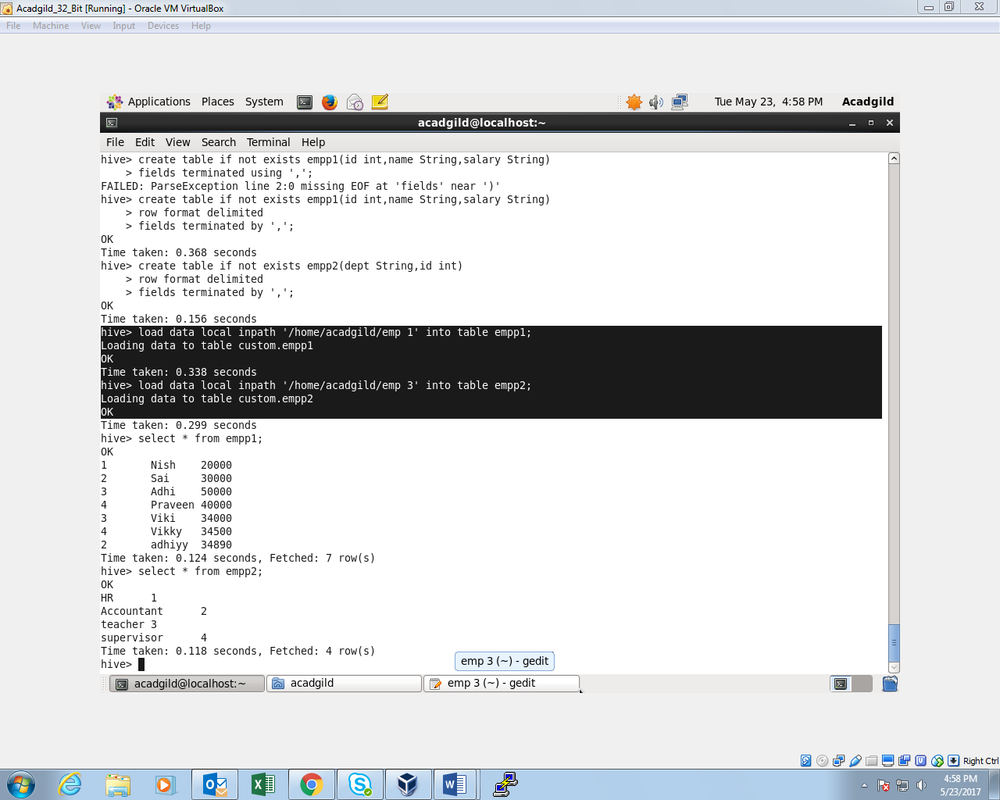 Acadgild_32_Bit [Running] - Oracle VM VirtualBox
File Machine View Input Devices Help
Applications Places System Tue May 23, 4:58 PM Acadgild
acadgild@localhost:~
File Edit View Search Terminal Help
hive> create table if not exists empp1(id int,name String,salary String)
    > fields terminated using ',';
FAILED: ParseException line 2:0 missing EOF at 'fields' near ')'
hive> create table if not exists empp1(id int,name String,salary String)
    > row format delimited
    > fields terminated by ',';
OK
Time taken: 0.368 seconds
hive> create table if not exists empp2(dept String,id int)
    > row format delimited
    > fields terminated by ',';
OK
Time taken: 0.156 seconds
hive> load data local inpath '/home/acadgild/emp 1' into table empp1;
Loading data to table custom.empp1
OK
Time taken: 0.338 seconds
hive> load data local inpath '/home/acadgild/emp 3' into table empp2;
Loading data to table custom.empp2
OK
Time taken: 0.299 seconds
hive> select * from empp1;
OK
1       Nish    20000
2       Sai     30000
3       Adhi    50000
4       Praveen 40000
3       Viki    34000
4       Vikky   34500
2       adhiyy  34890
Time taken: 0.124 seconds, Fetched: 7 row(s)
hive> select * from empp2;
OK
HR      1
Accountant      2
teacher 3
supervisor      4
Time taken: 0.118 seconds, Fetched: 4 row(s)
hive>
emp 3 (~) - gedit
acadgild@localhost:~ acadgild emp 3 (~) - gedit
Right Ctrl
4:58 PM
5/23/2017